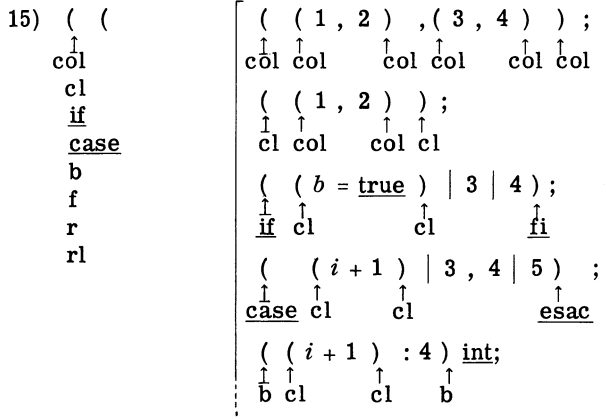 15) ( (
↑
col
cl
if
case
b
f
r
rl
( ( 1 , 2 ) , ( 3 , 4 ) ) ;
↑ ↑ ↑ ↑ ↑ ↑
col col col col col col
( ( 1 , 2 ) ) ;
↑ ↑ ↑ ↑
cl col col cl
( ( b = true ) | 3 | 4 ) ;
↑ ↑ ↑ ↑
if cl cl fi
( ( i + 1 ) | 3 , 4 | 5 ) ;
↑ ↑ ↑ ↑
case cl cl esac
( ( i + 1 ) : 4 ) int;
↑ ↑ ↑ ↑
b cl cl b